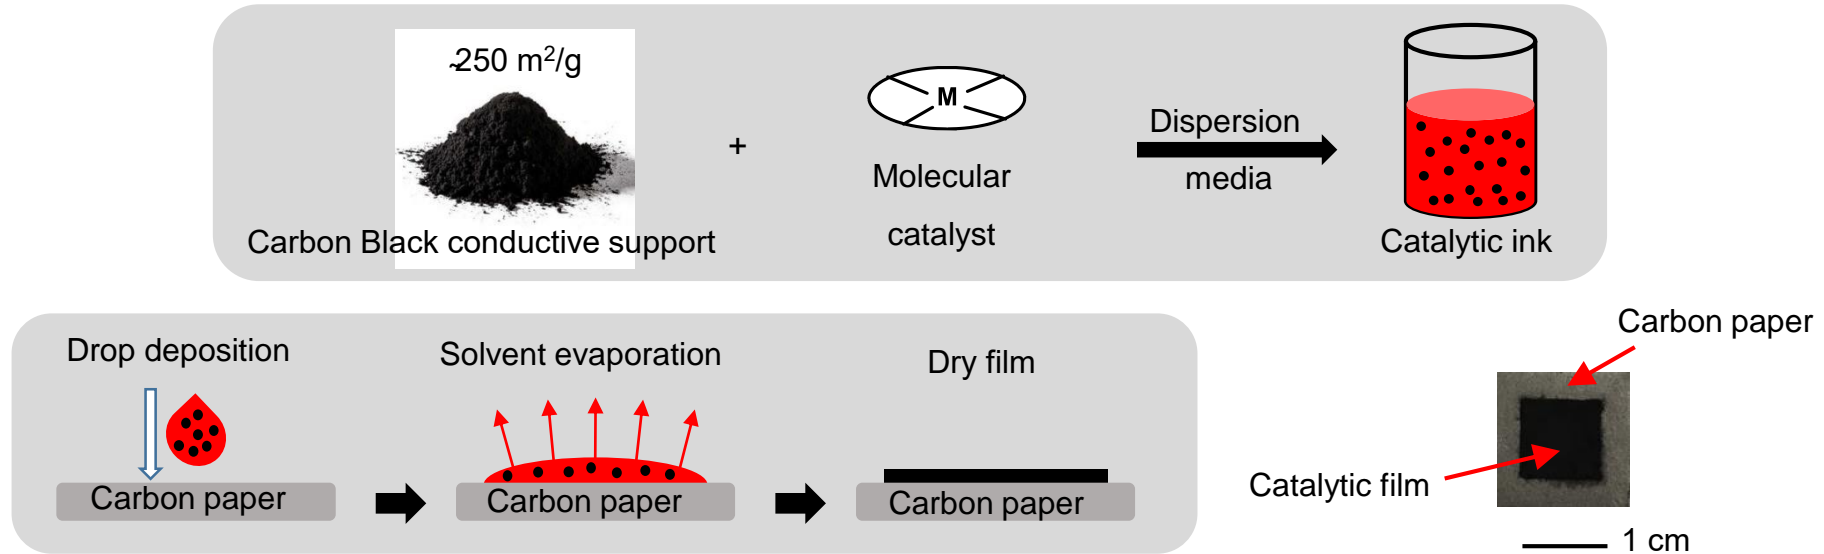 ~250 m²/g
+
M
Dispersion
media
Molecular
catalyst
Carbon Black conductive support
Catalytic ink
Drop deposition
Solvent evaporation
Dry film
Carbon paper
Carbon paper
Carbon paper
Carbon paper
Catalytic film
1 cm